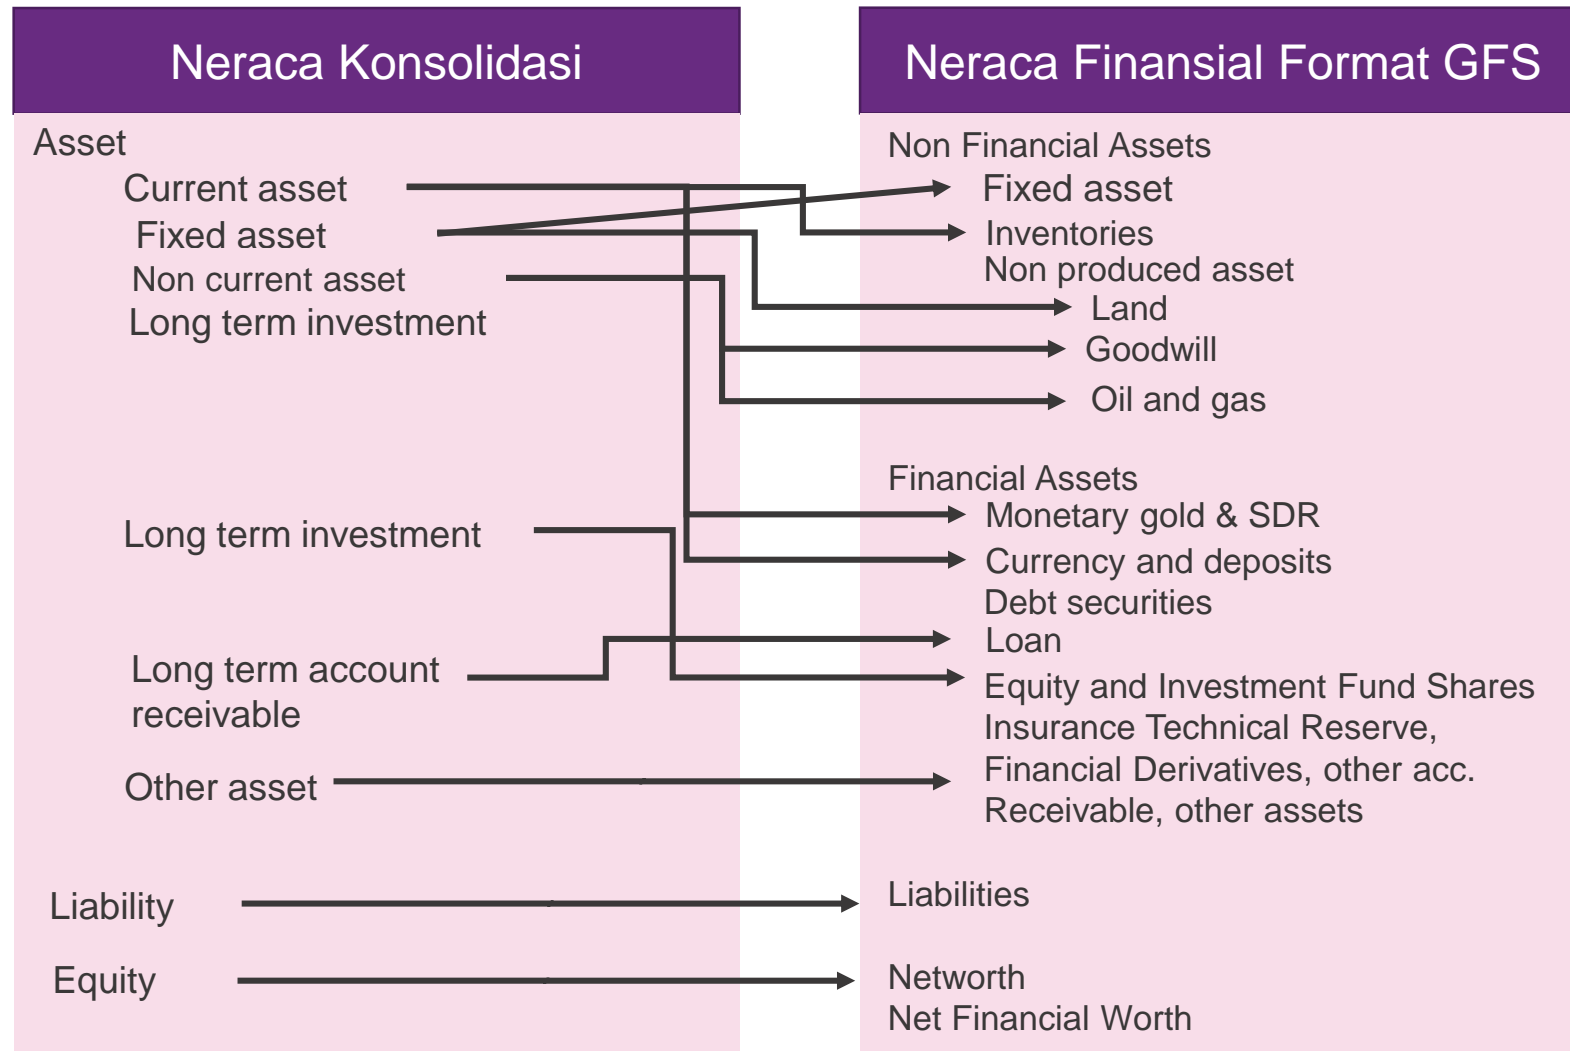 Neraca Konsolidasi
Asset
Current asset
Fixed asset
Non current asset
Long term investment
Long term investment
Long term account
receivable
Other asset
Liability
Equity
Neraca Finansial Format GFS
Non Financial Assets
Fixed asset
Inventories
Non produced asset
Land
Goodwill
Oil and gas
Financial Assets
Monetary gold & SDR
Currency and deposits
Debt securities
Loan
Equity and Investment Fund Shares
Insurance Technical Reserve,
Financial Derivatives, other acc.
Receivable, other assets
Liabilities
Networth
Net Financial Worth